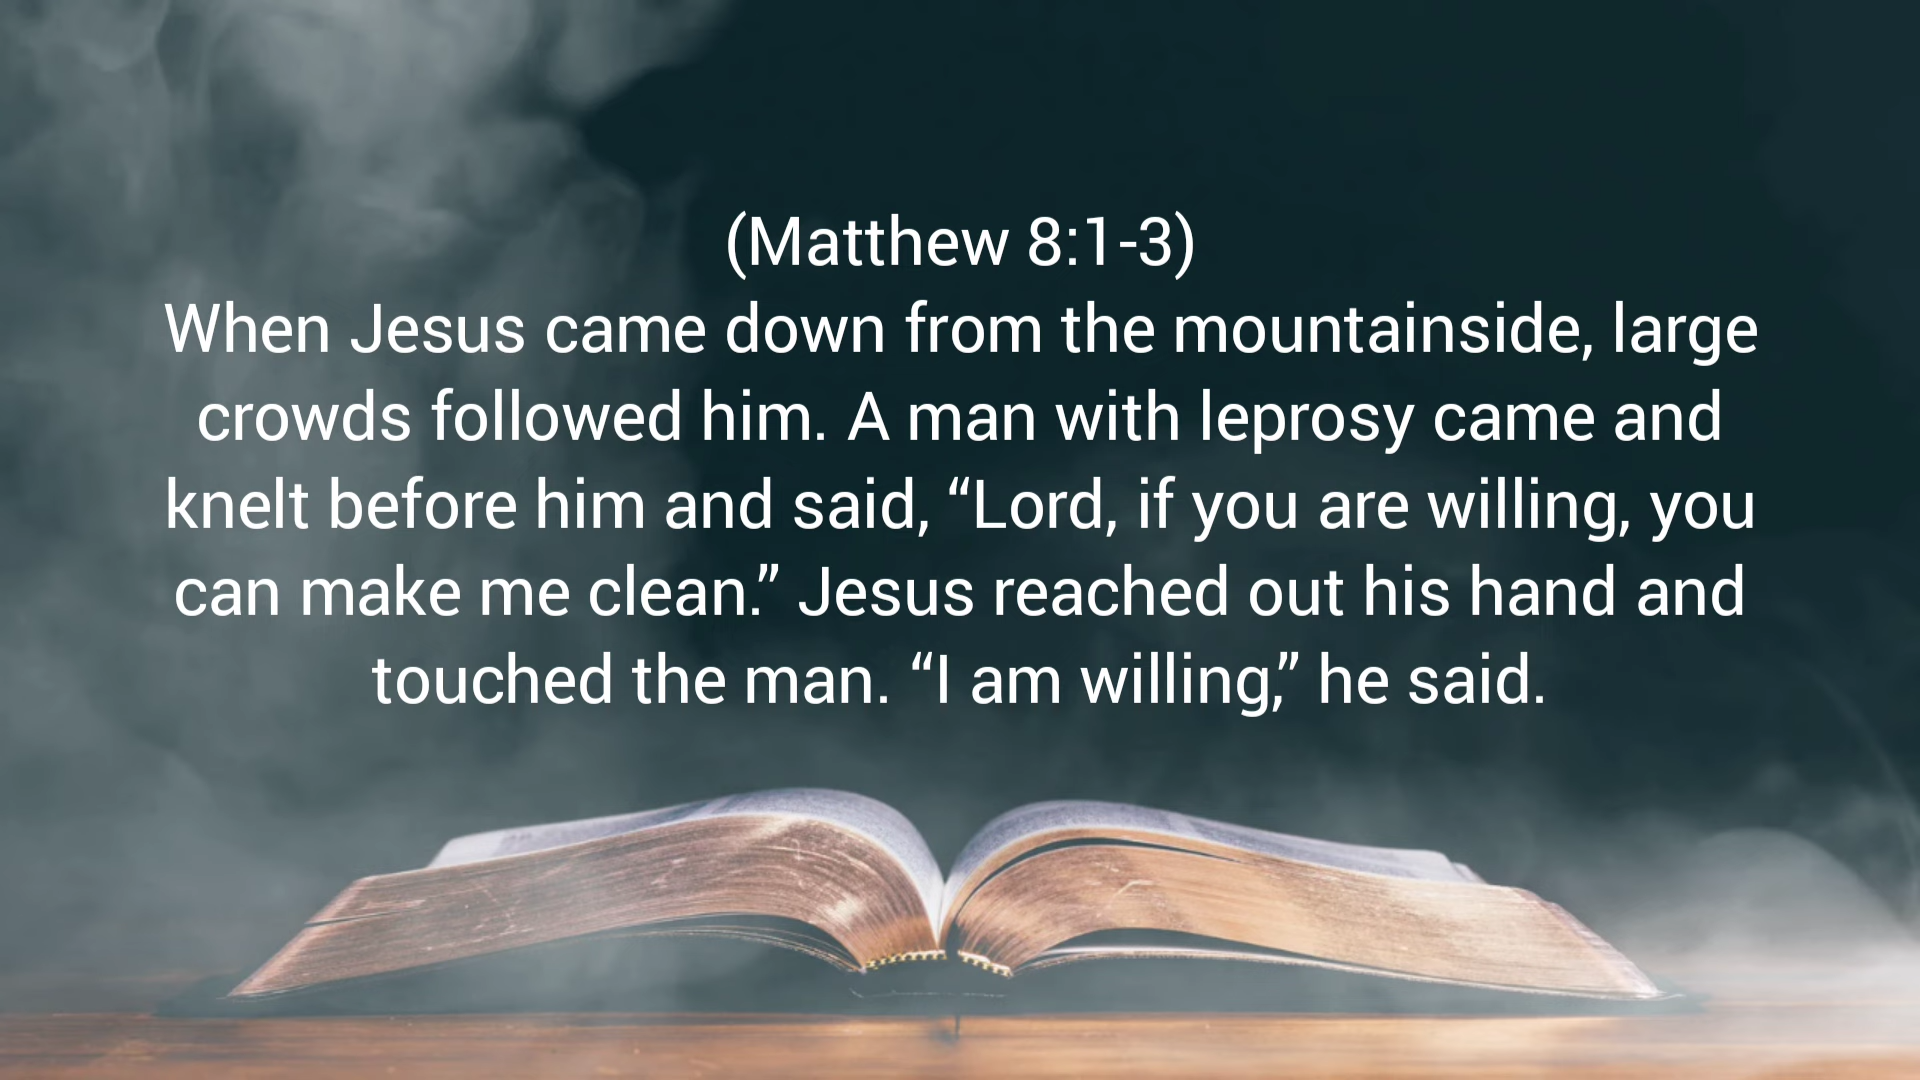 (Matthew 8:1-3)
When Jesus came down from the mountainside, large
crowds followed him. A man with leprosy came and
knelt before him and said, “Lord, if you are willing, you
can make me clean.” Jesus reached out his hand and
touched the man. “I am willing,” he said.